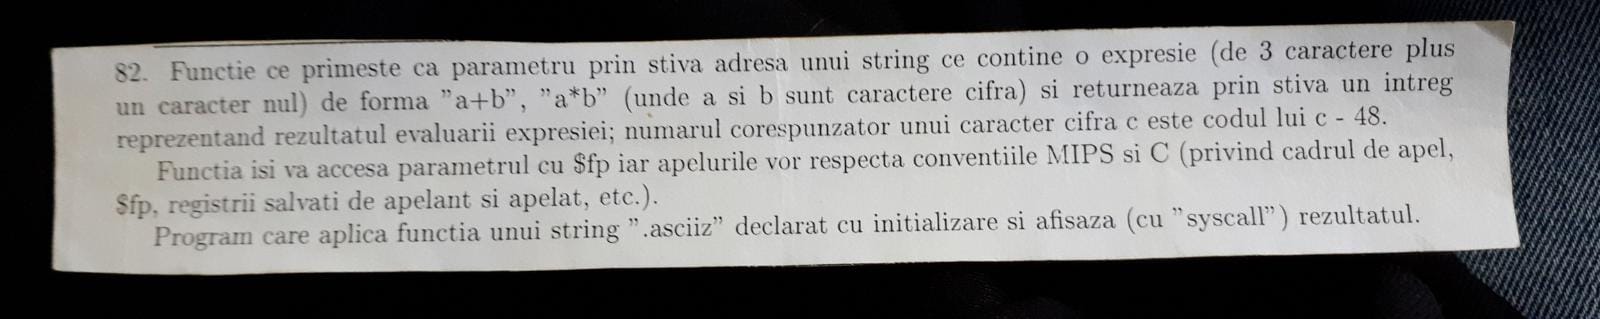 82. Functie ce primeste ca parametru prin stiva adresa unui string ce contine o expresie (de 3 caractere plus
un caracter nul) de forma ”a+b”, ”a*b” (unde a si b sunt caractere cifra) si returneaza prin stiva un intreg
reprezentand rezultatul evaluarii expresiei; numarul corespunzator unui caracter cifra c este codul lui c - 48.
Functia isi va accesa parametrul cu $fp iar apelurile vor respecta conventiile MIPS si C (privind cadrul de apel,
$fp, registrii salvati de apelant si apelat, etc.).
Program care aplica functia unui string ”.asciiz” declarat cu initializare si afisaza (cu ”syscall”) rezultatul.